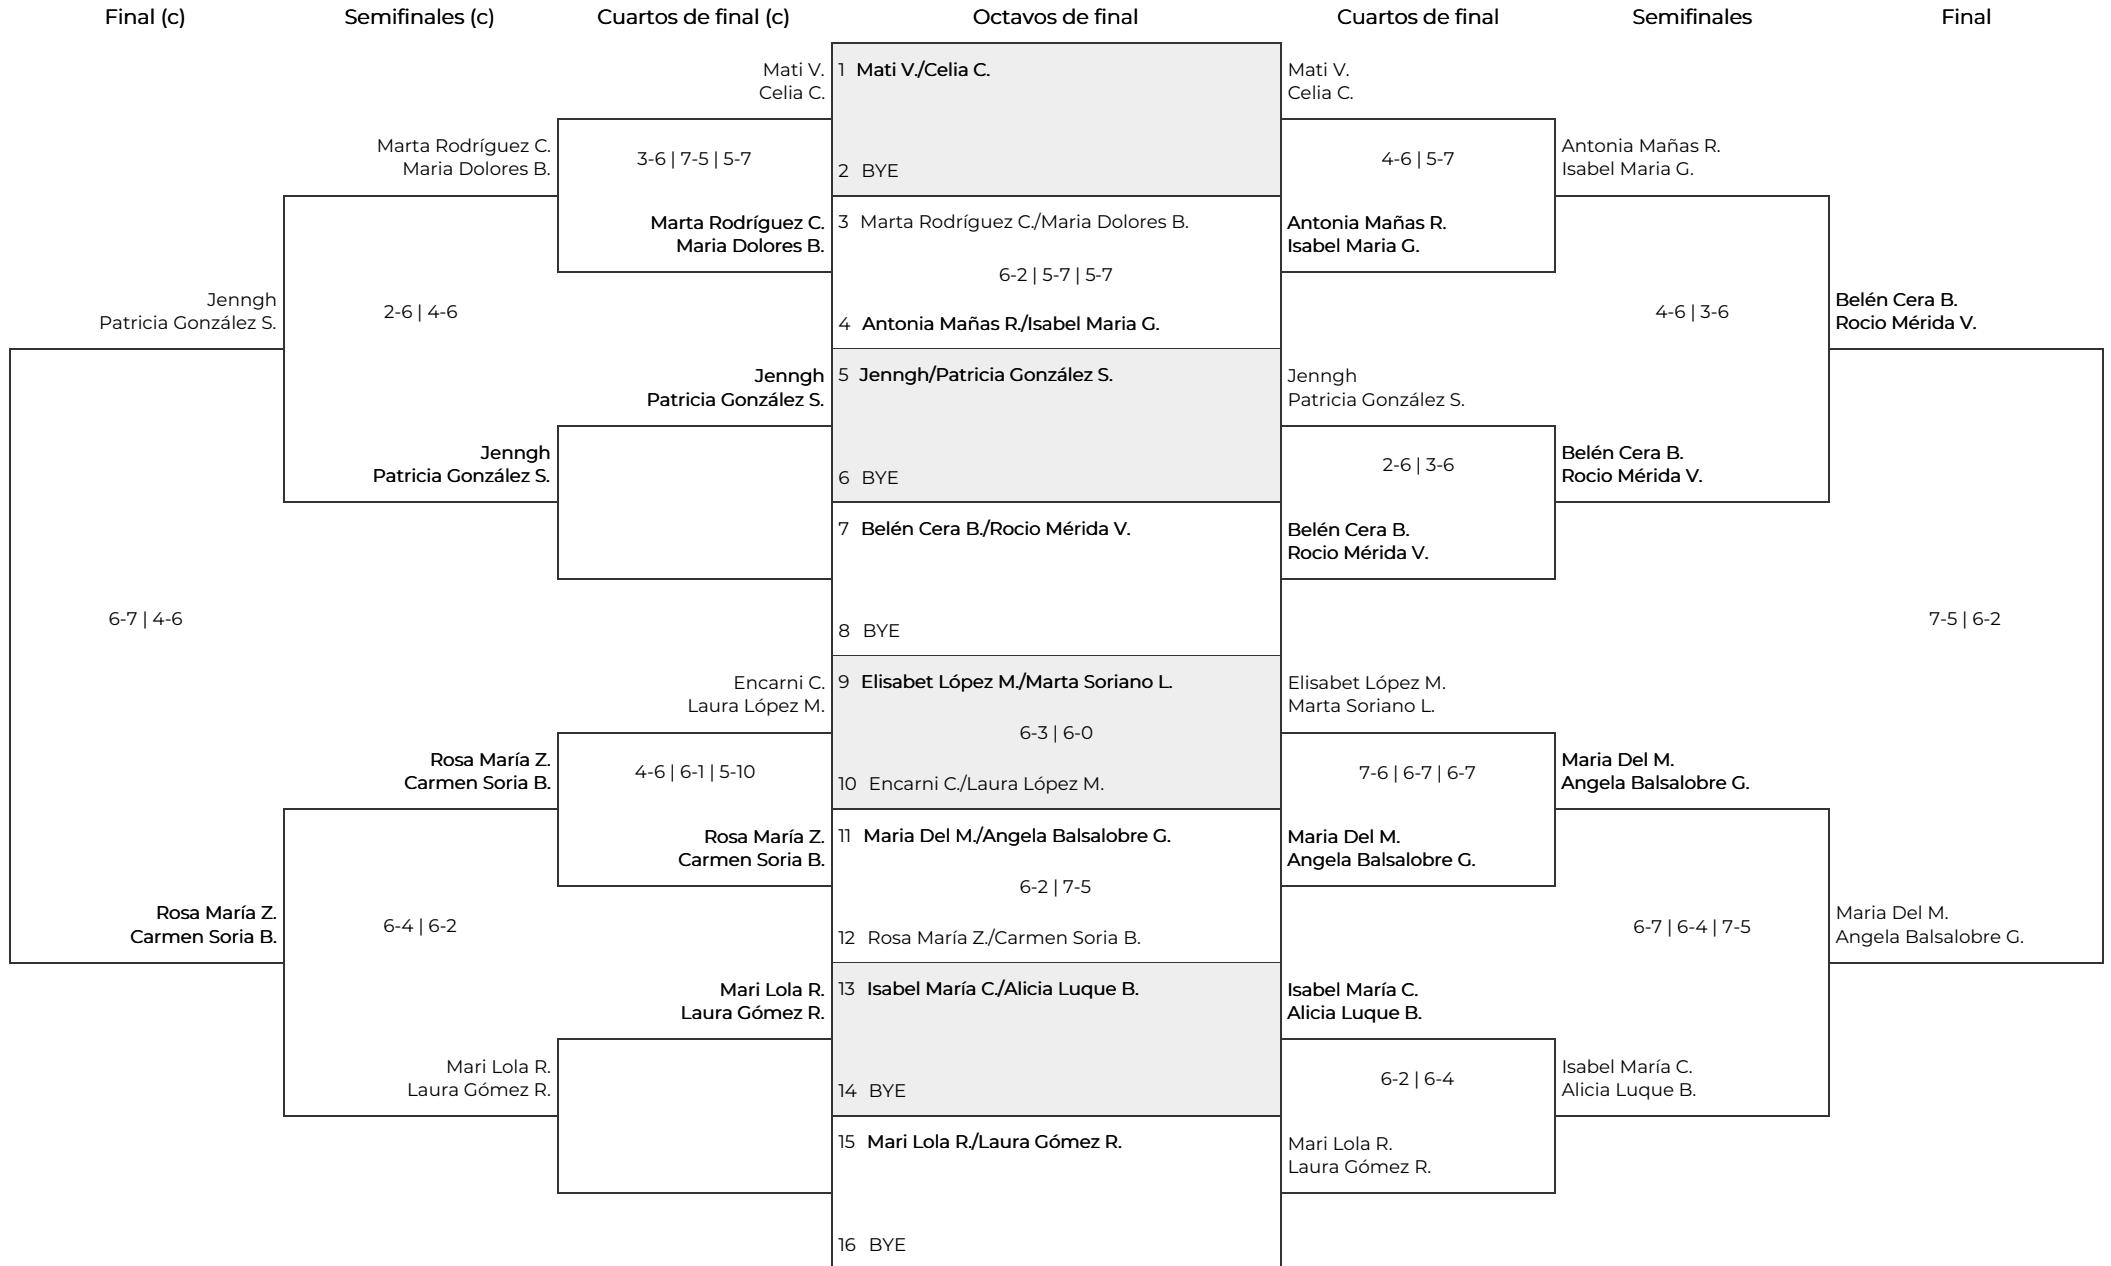 Final (c)
Semifinales (c)
Cuartos de final (c)
Octavos de final
Cuartos de final
Semifinales
Final
Jenngh
Patricia González S.
6-7 | 4-6
Rosa María Z.
Carmen Soria B.
Marta Rodríguez C.
Maria Dolores B.
2-6 | 4-6
Jenngh
Patricia González S.
Rosa María Z.
Carmen Soria B.
6-4 | 6-2
Mari Lola R.
Laura Gómez R.
Mati V.
Celia C.
3-6 | 7-5 | 5-7
Marta Rodríguez C.
Maria Dolores B.
Jenngh
Patricia González S.
Encarni C.
Laura López M.
4-6 | 6-1 | 5-10
Rosa María Z.
Carmen Soria B.
Mari Lola R.
Laura Gómez R.
1 Mati V./Celia C.
2 BYE
3 Marta Rodríguez C./Maria Dolores B.
6-2 | 5-7 | 5-7
4 Antonia Mañas R./Isabel Maria G.
5 Jenngh/Patricia González S.
6 BYE
7 Belén Cera B./Rocio Mérida V.
8 BYE
9 Elisabet López M./Marta Soriano L.
6-3 | 6-0
10 Encarni C./Laura López M.
11 Maria Del M./Angela Balsalobre G.
6-2 | 7-5
12 Rosa María Z./Carmen Soria B.
13 Isabel María C./Alicia Luque B.
14 BYE
15 Mari Lola R./Laura Gómez R.
16 BYE
Mati V.
Celia C.
4-6 | 5-7
Antonia Mañas R.
Isabel Maria G.
Jenngh
Patricia González S.
2-6 | 3-6
Belén Cera B.
Rocio Mérida V.
Elisabet López M.
Marta Soriano L.
7-6 | 6-7 | 6-7
Maria Del M.
Angela Balsalobre G.
Isabel María C.
Alicia Luque B.
6-2 | 6-4
Mari Lola R.
Laura Gómez R.
Antonia Mañas R.
Isabel Maria G.
4-6 | 3-6
Belén Cera B.
Rocio Mérida V.
Maria Del M.
Angela Balsalobre G.
6-7 | 6-4 | 7-5
Isabel María C.
Alicia Luque B.
Belén Cera B.
Rocio Mérida V.
7-5 | 6-2
Maria Del M.
Angela Balsalobre G.